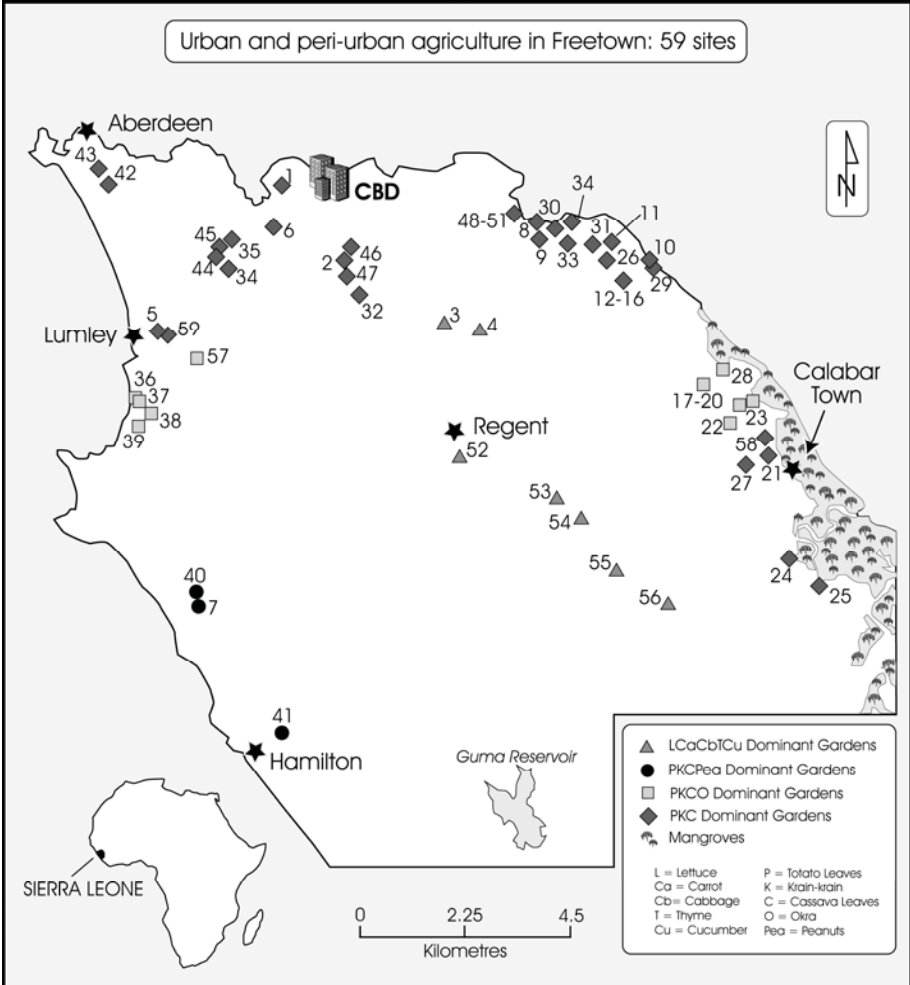 Urban and peri-urban agriculture in Freetown: 59 sites
Aberdeen
43
42
1
CBD
N
34
48-51
30
8
31
11
10
6
45
35
46
9
33
26
29
44
34
2
47
12-16
32
5
59
3
4
Lumley
57
28
Calabar
Town
36
37
17-20
38
23
39
22
Regent
58
52
27
21
53
54
24
55
25
40
7
56
41
Hamilton
Guma Reservoir
SIERRA LEONE
0 2.25 4.5
Kilometres
LCaCbTCu Dominant Gardens
PKCPea Dominant Gardens
PKCO Dominant Gardens
PKC Dominant Gardens
Mangroves
L = Lettuce
Ca = Carrot
Cb= Cabbage
T = Thyme
Cu = Cucumber
P = Totato Leaves
K = Krain-krain
C = Cassava Leaves
O = Okra
Pea = Peanuts